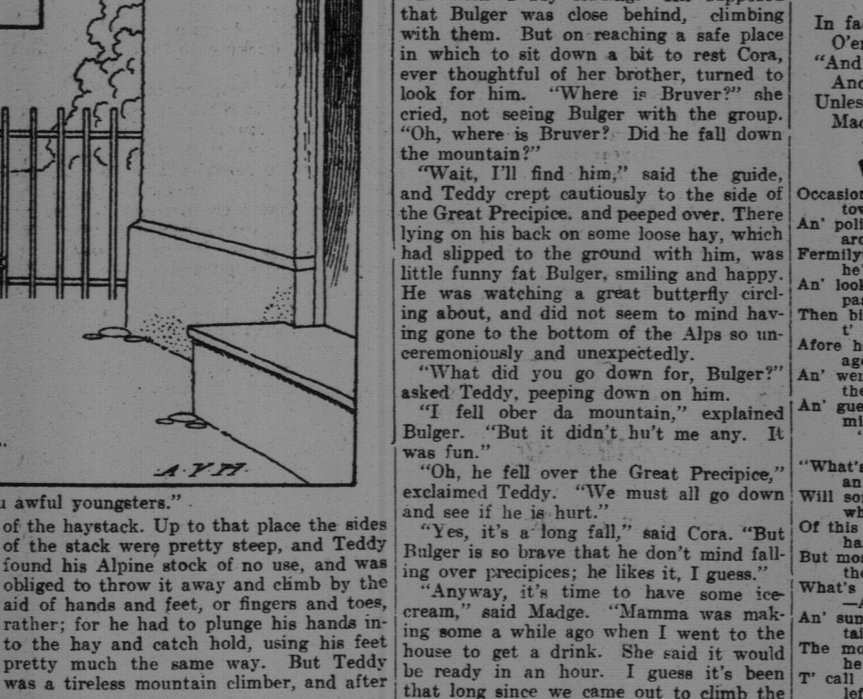 A.Y.H.
awful youngsters."
of the haystack. Up to that place the sides
of the stack were pretty steep, and Teddy
found his Alpine stock of no use, and was
obliged to throw it away and climb by the
aid of hands and feet, or fingers and toes,
rather; for he had to plunge his hands in-
to the hay and catch hold, using his feet
pretty much the same way. But Teddy
was a tireless mountain climber, and after
that Bulger was close behind, climbing
with them. But on reaching a safe place
in which to sit down a bit to rest Cora,
ever thoughtful of her brother, turned to
look for him. "Where is Bruver?" she
cried, not seeing Bulger with the group.
"Oh, where is Bruver? Did he fall down
the mountain?"
"Wait, I'll find him," said the guide,
and Teddy crept cautiously to the side of
the Great Precipice. and peeped over. There
lying on his back on some loose hay, which
had slipped to the ground with him, was
little funny fat Bulger, smiling and happy.
He was watching a great butterfly circl-
ing about, and did not seem to mind hav-
ing gone to the bottom of the Alps so un-
ceremoniously and unexpectedly.
"What did you go down for, Bulger?"
asked Teddy, peeping down on him.
"I fell ober da mountain," explained
Bulger. "But it didn't hu't me any. It
was fun."
"Oh, he fell over the Great Precipice,"
exclaimed Teddy. "We must all go down
and see if he is hurt."
"Yes, it's a long fall," said Cora. "But
Bulger is so brave that he don't mind fall-
ing over precipices; he likes it, I guess."
"Anyway, it's time to have some ice-
cream," said Madge. "Mamma was mak-
ing some a while ago when I went to the
house to get a drink. She said it would
be ready in an hour. I guess it's been
that long since we came out to climb the
In fa
O'e
"And
And
Unles
Mad
Occasio
tov
An' poli
aro
Fermily
he'
An' look
pas
Then bi
t'
Afore h
ag
An' wer
the
An' gue
mi
"What's
an
Will so
wh
Of this
ha
But mo
the
What's
An' sun
tai
The mo
he
T' call